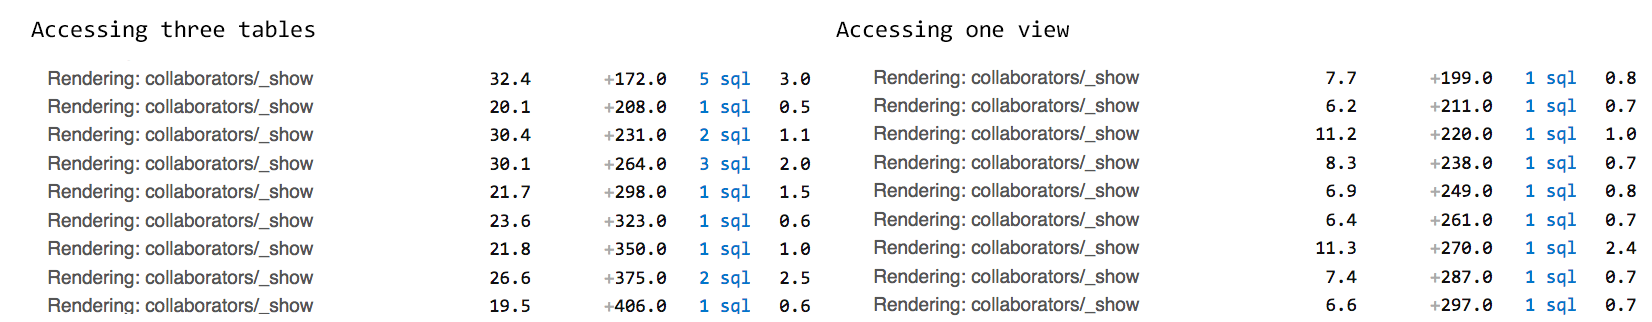 Accessing three tables
Rendering: collaborators/_show 32.4 +172.0 5 sql 3.0
Rendering: collaborators/_show 20.1 +208.0 1 sql 0.5
Rendering: collaborators/_show 30.4 +231.0 2 sql 1.1
Rendering: collaborators/_show 30.1 +264.0 3 sql 2.0
Rendering: collaborators/_show 21.7 +298.0 1 sql 1.5
Rendering: collaborators/_show 23.6 +323.0 1 sql 0.6
Rendering: collaborators/_show 21.8 +350.0 1 sql 1.0
Rendering: collaborators/_show 26.6 +375.0 2 sql 2.5
Rendering: collaborators/_show 19.5 +406.0 1 sql 0.6
Accessing one view
Rendering: collaborators/_show 7.7 +199.0 1 sql 0.8
Rendering: collaborators/_show 6.2 +211.0 1 sql 0.7
Rendering: collaborators/_show 11.2 +220.0 1 sql 1.0
Rendering: collaborators/_show 8.3 +238.0 1 sql 0.7
Rendering: collaborators/_show 6.9 +249.0 1 sql 0.8
Rendering: collaborators/_show 6.4 +261.0 1 sql 0.7
Rendering: collaborators/_show 11.3 +270.0 1 sql 2.4
Rendering: collaborators/_show 7.4 +287.0 1 sql 0.7
Rendering: collaborators/_show 6.6 +297.0 1 sql 0.7